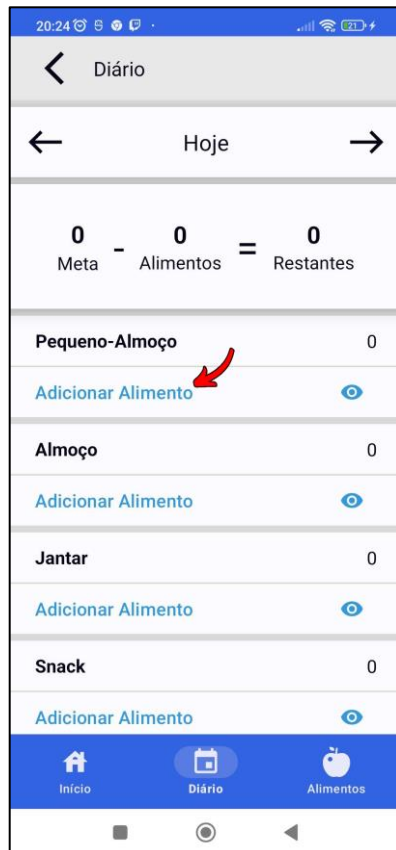 20:24
21
Diário
Hoje
0 - 0 = 0
Meta Alimentos Restantes
Pequeno-Almoço 0
Adicionar Alimento
Almoço 0
Adicionar Alimento
Jantar 0
Adicionar Alimento
Snack 0
Adicionar Alimento
Início Diário Alimentos